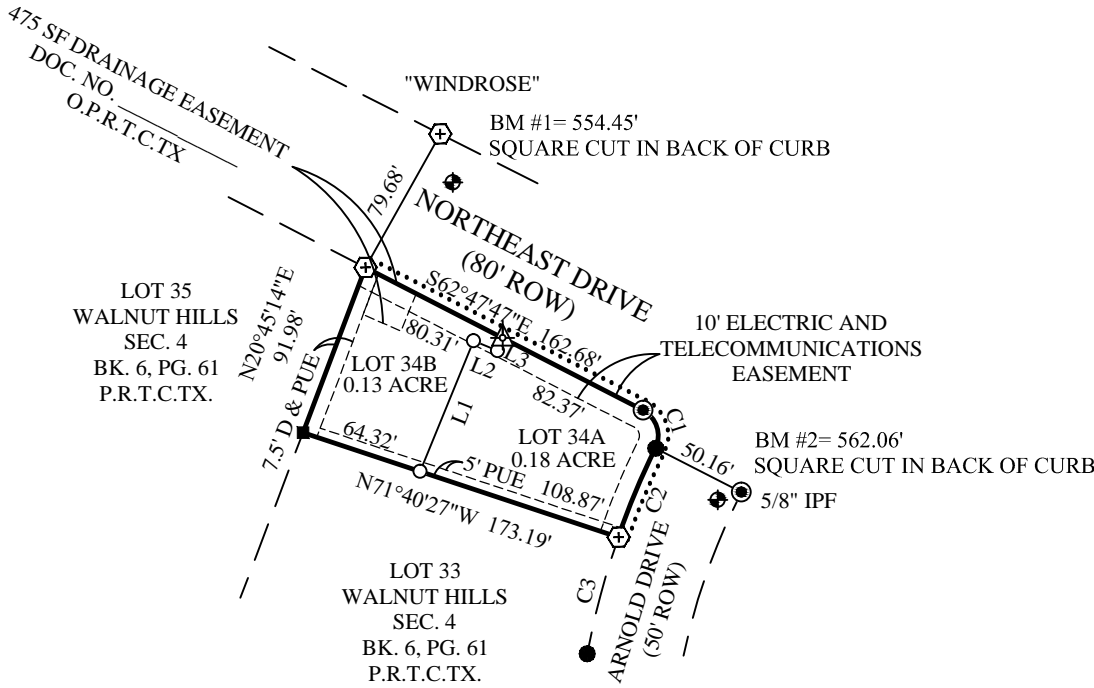 475 SF DRAINAGE EASEMENT
DOC. NO.
O.P.R.T.C.TX
"WINDROSE"
BM #1= 554.45'
SQUARE CUT IN BACK OF CURB
79.68'
NORTHEAST DRIVE
(80' ROW)
S62°47'47"E 162.68'
LOT 35
WALNUT HILLS
SEC. 4
BK. 6, PG. 61
P.R.T.C.TX.
N20°45'14"E
91.98'
7.5' D & PUE
80.31'
L2
L3
LOT 34B
0.13 ACRE
L1
82.37'
10' ELECTRIC AND
TELECOMMUNICATIONS
EASEMENT
LOT 34A
0.18 ACRE
64.32'
5' PUE
108.87'
N71°40'27"W 173.19'
C1
50.16'
C2
BM #2= 562.06'
SQUARE CUT IN BACK OF CURB
5/8" IPF
C3
ARNOLD DRIVE
(50' ROW)
LOT 33
WALNUT HILLS
SEC. 4
BK. 6, PG. 61
P.R.T.C.TX.